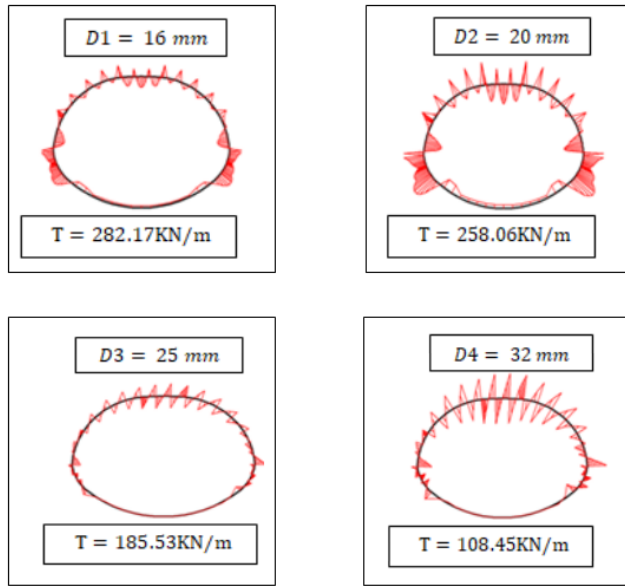 D1 = 16 mm
D2 = 20 mm
T = 282.17KN/m
T = 258.06KN/m
D3 = 25 mm
D4 = 32 mm
T = 185.53KN/m
T = 108.45KN/m